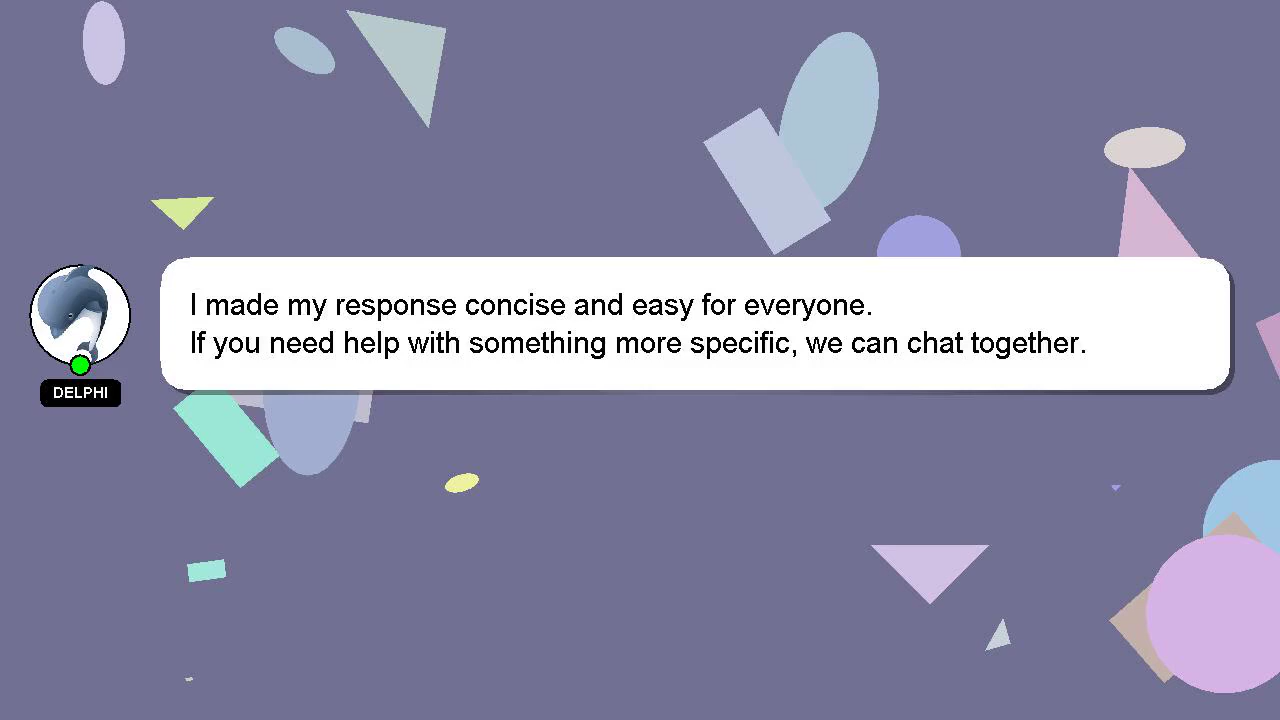 I made my response concise and easy for everyone.
If you need help with something more specific, we can chat together.
DELPHI